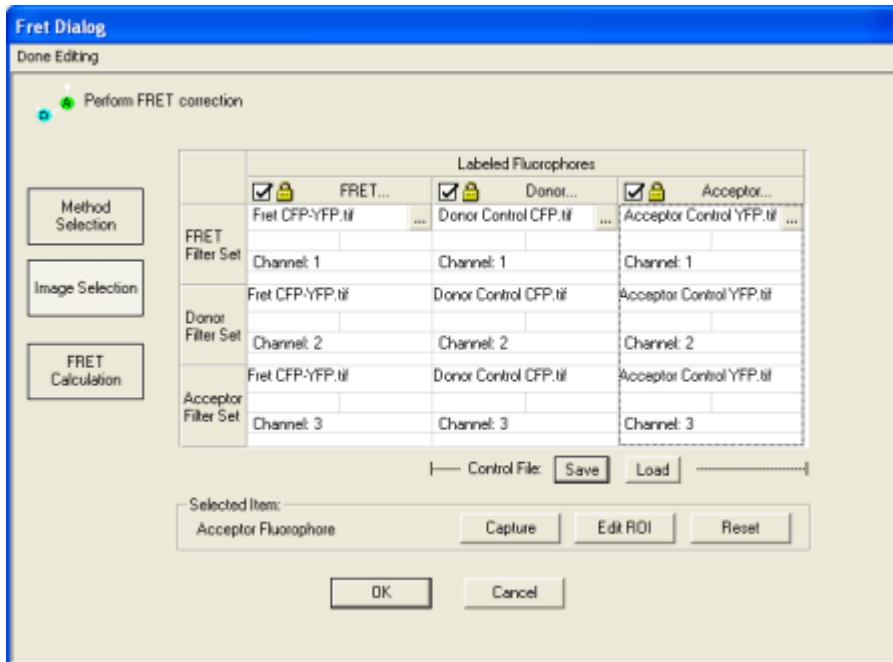 Fret Dialog
Done Editing
A
D
Perform FRET correction
Labeled Fluorophores
FRET...
Donor...
Acceptor...
Method
Selection
Image Selection
FRET
Calculation
FRET
Filter Set
Fret CFP-YFP.tif
...
Donor Control CFP.tif
...
Acceptor Control YFP.tif
...
Channel: 1
Channel: 1
Channel: 1
Donor
Filter Set
Fret CFP-YFP.tif
Donor Control CFP.tif
Acceptor Control YFP.tif
Channel: 2
Channel: 2
Channel: 2
Acceptor
Filter Set
Fret CFP-YFP.tif
Donor Control CFP.tif
Acceptor Control YFP.tif
Channel: 3
Channel: 3
Channel: 3
Control File:
Save
Load
Selected Item:
Acceptor Fluorophore
Capture
Edit ROI
Reset
OK
Cancel